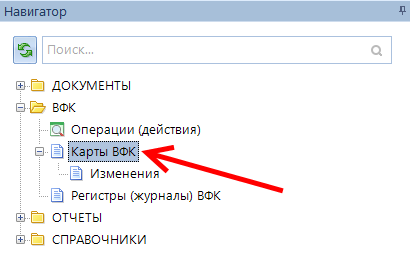 Навигатор
Поиск...
ДОКУМЕНТЫ
ВФК
Операции (действия)
Карты ВФК
Изменения
Регистры (журналы) ВФК
ОТЧЕТЫ
СПРАВОЧНИКИ